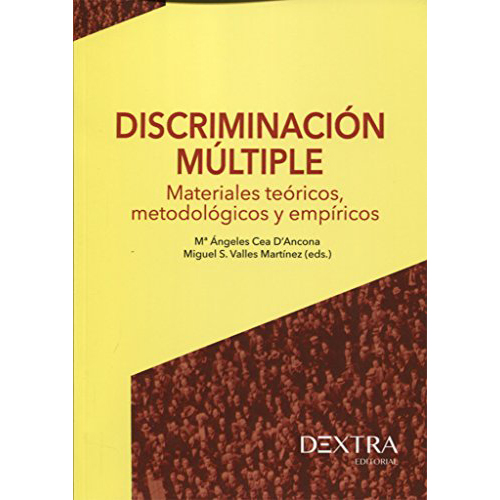 DISCRIMINACIÓN
MÚLTIPLE
Materiales teóricos,
metodológicos y empíricos
Mª Ángeles Cea D'Ancona
Miguel S. Valles Martínez (eds.)
DEXTRA
EDITORIAL